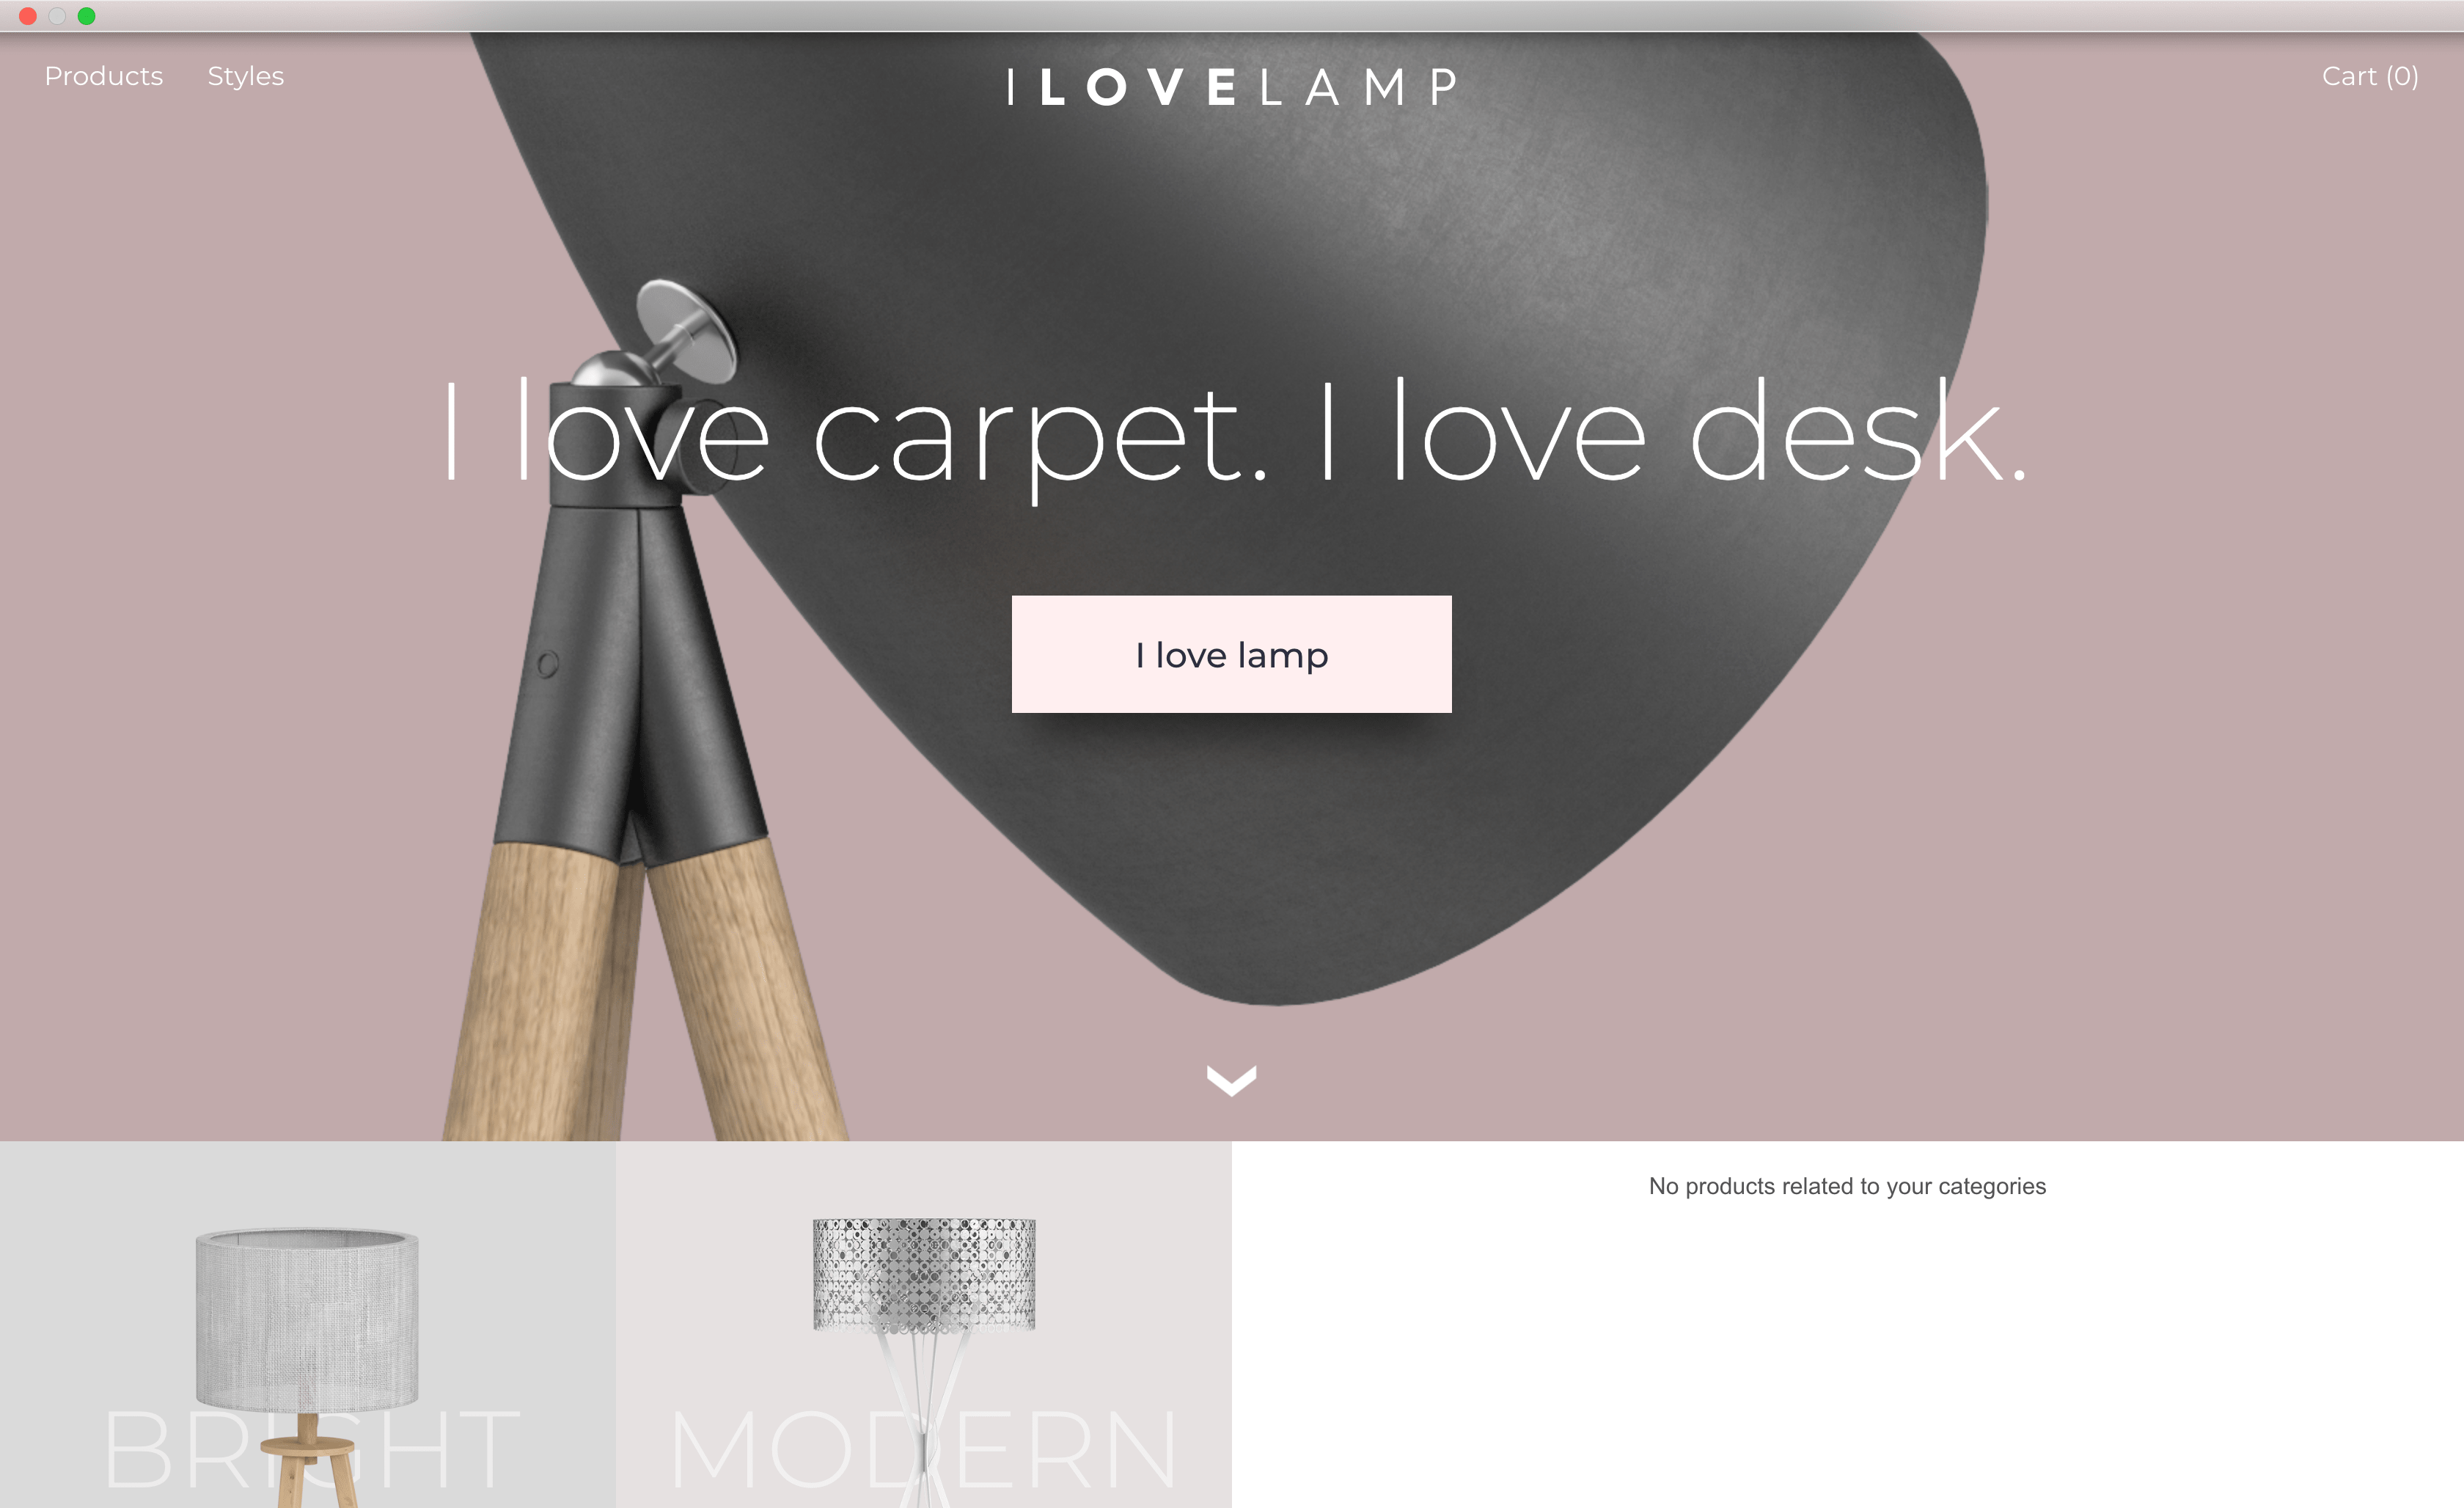 Products Styles ILOVELAMP Cart (0)
I love carpet. I love desk.
I love lamp
No products related to your categories
BRIGHT MODERN